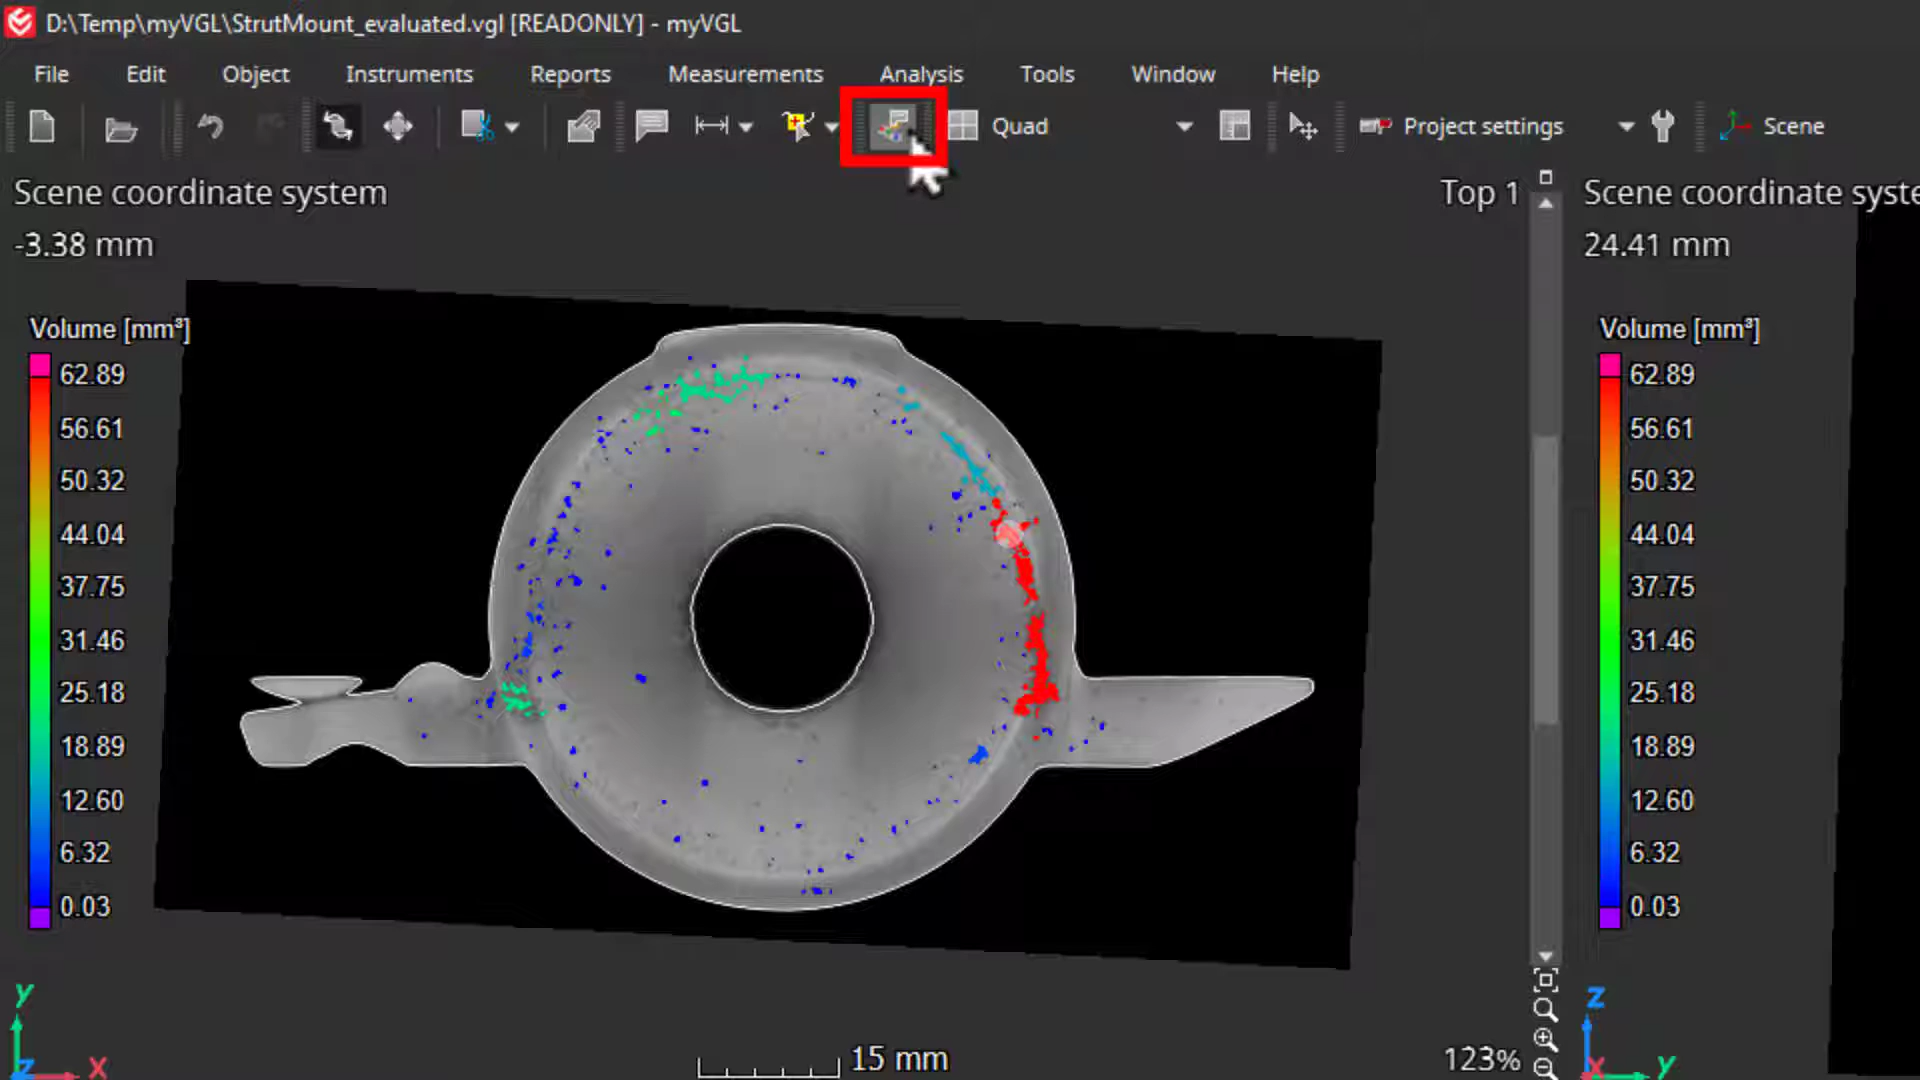 D:\Temp\myVGL\StrutMount_evaluated.vgl [READONLY] - myVGL
File Edit Object Instruments Reports Measurements Analysis Tools Window Help
Quad Project settings Scene
Scene coordinate system Top 1
-3.38 mm
Volume [mm³]
62.89
56.61
50.32
44.04
37.75
31.46
25.18
18.89
12.60
6.32
0.03
y
z x
15 mm
123%
Scene coordinate syste
24.41 mm
Volume [mm³]
62.89
56.61
50.32
44.04
37.75
31.46
25.18
18.89
12.60
6.32
0.03
z
x y